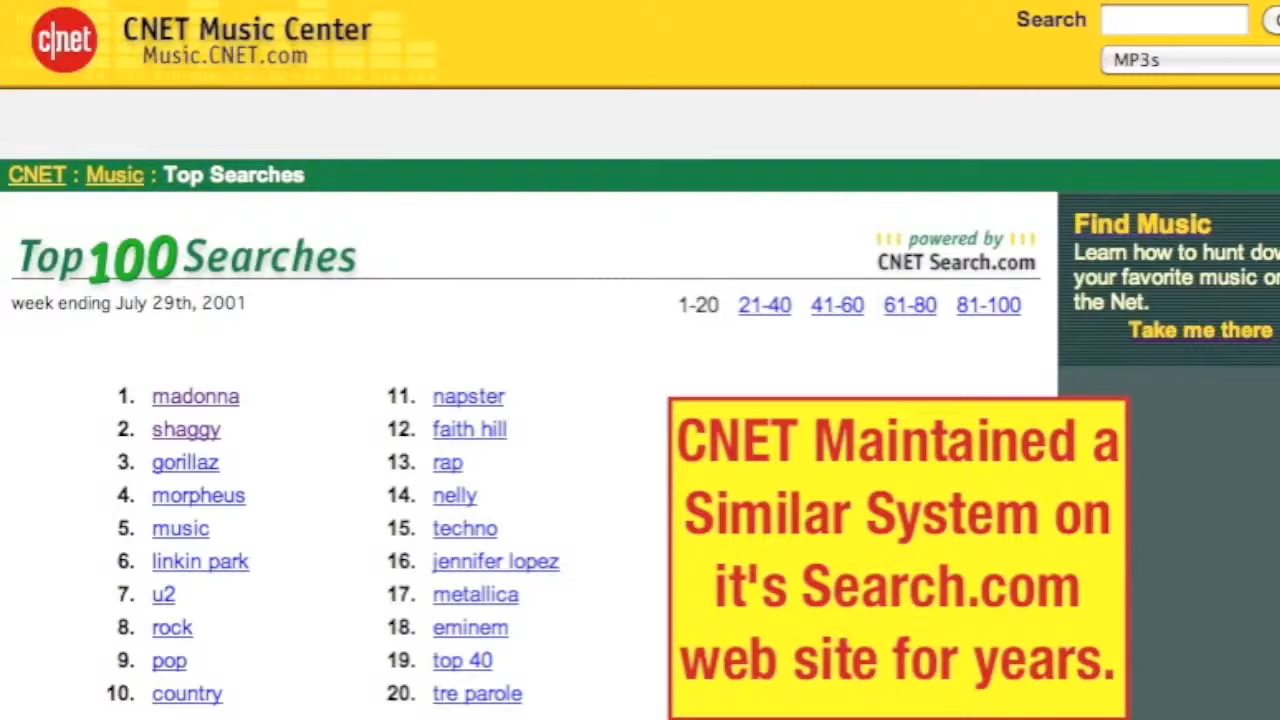 c|net
CNET Music Center
Music.CNET.com
Search
MP3s
CNET : Music : Top Searches
Top 100 Searches
week ending July 29th, 2001
powered by
CNET Search.com
1-20 21-40 41-60 61-80 81-100
Find Music
Learn how to hunt
your favorite music
the Net.
Take me there
1. madonna
2. shaggy
3. gorillaz
4. morpheus
5. music
6. linkin park
7. u2
8. rock
9. pop
10. country
11. napster
12. faith hill
13. rap
14. nelly
15. techno
16. jennifer lopez
17. metallica
18. eminem
19. top 40
20. tre parole
CNET Maintained a
Similar System on
it's Search.com
web site for years.